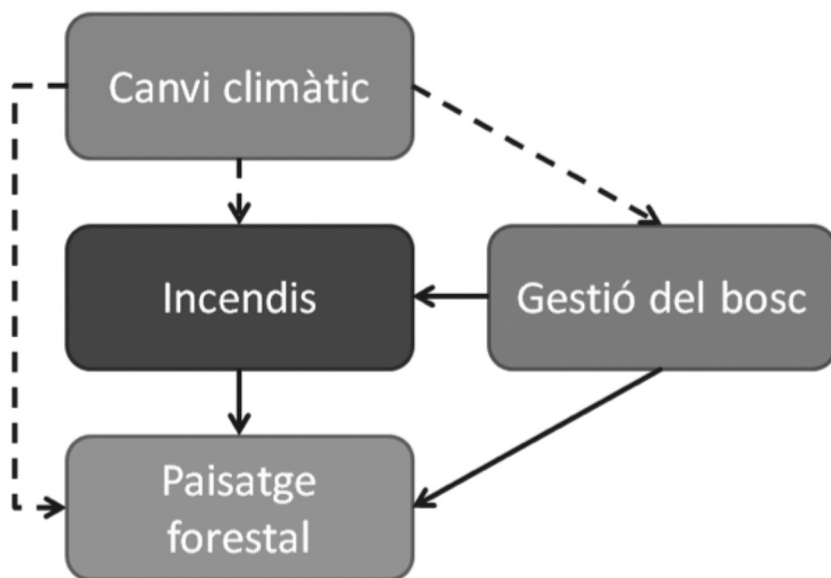 Canvi climàtic
Incendis
Gestió del bosc
Paisatge
forestal